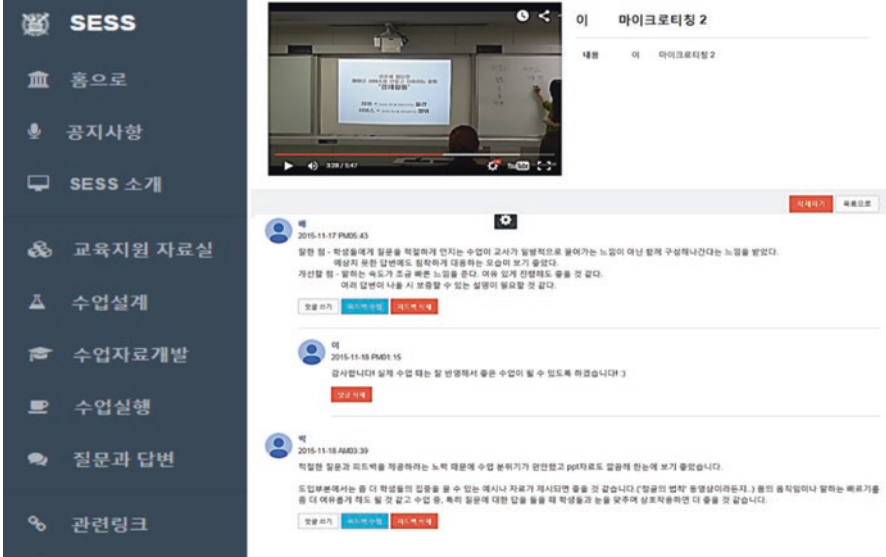 SESS
홈으로
공지사항
SESS 소개
교육지원 자료실
수업설계
수업자료개발
수업실행
질문과 답변
관련링크
"경제활동"
3:28 / 5:47
YouTube
이 마이크로티칭 2
내용 이 마이크로티칭 2
삭제하기 목록으로
배
2015-11-17 PM05:43
잘한 점 - 학생들에게 질문을 적절하게 던지는 수업이 교사가 일방적으로 끌어가는 느낌이 아닌 함께 구성해나간다는 느낌을 받았다.
예상치 못한 답변에도 침착하게 대응하는 모습이 보기 좋았다.
개선할 점 - 말하는 속도가 조금 빠른 느낌을 준다. 여유 있게 진행해도 좋을 것 같다.
여러 답변이 나올 시 보충할 수 있는 설명이 필요할 것 같다.
댓글 쓰기 피드백 수정 피드백 삭제
이
2015-11-18 PM01:15
감사합니다! 실제 수업 때는 잘 반영해서 좋은 수업이 될 수 있도록 하겠습니다! :)
댓글 삭제
박
2015-11-18 AM03:39
적절한 질문과 피드백을 제공하려는 노력 때문에 수업 분위기가 편안했고 ppt자료도 깔끔해 한눈에 보기 좋았습니다.
도입부분에서는 좀 더 학생들의 집중을 끌 수 있는 예시나 자료가 제시되면 좋을 것 같습니다.('정글의 법칙' 동영상이라든지..) 몸의 움직임이나 말하는 빠르기를
좀 더 여유롭게 해도 될 것 같고 수업 중, 특히 질문에 대한 답을 들을 때 학생들과 눈을 맞추며 상호작용하면 더 좋을 것 같습니다.
댓글 쓰기 피드백 수정 피드백 삭제